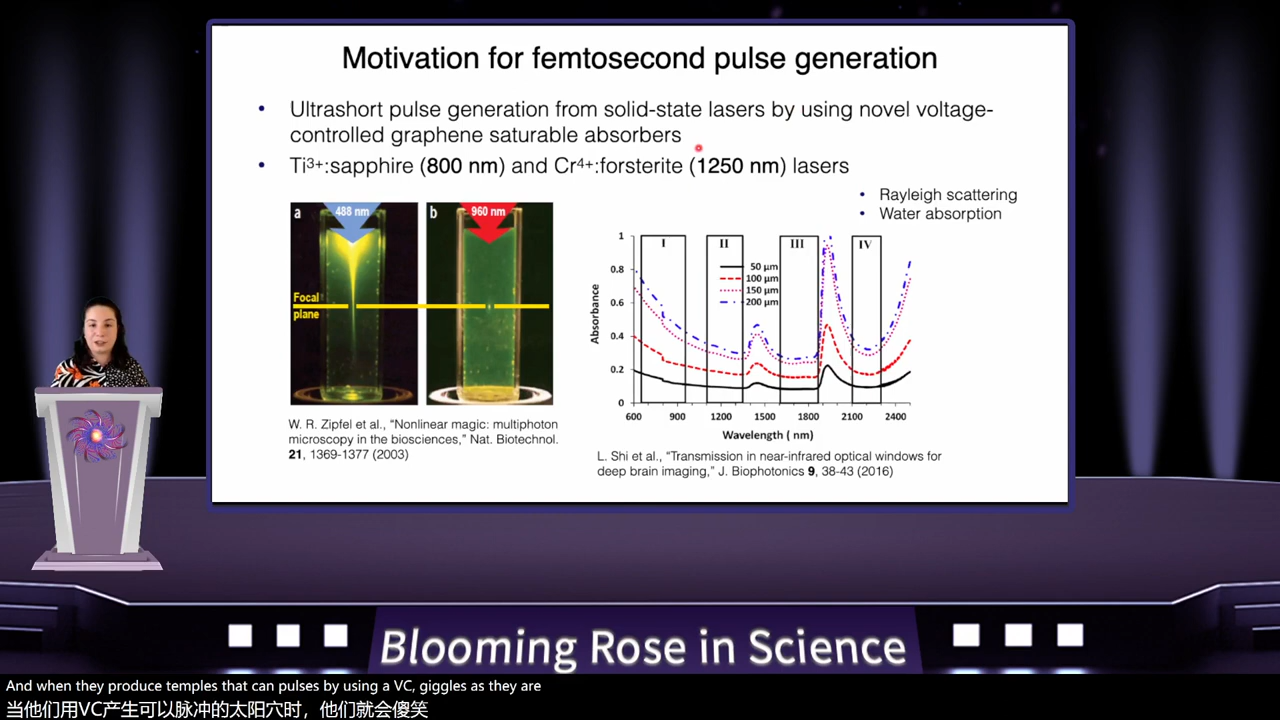 Motivation for femtosecond pulse generation
• Ultrashort pulse generation from solid-state lasers by using novel voltage-
controlled graphene saturable absorbers
• Ti³⁺:sapphire (800 nm) and Cr⁴⁺:forsterite (1250 nm) lasers
• Rayleigh scattering
• Water absorption
a 488 nm b 960 nm
Focal
plane
W. R. Zipfel et al., “Nonlinear magic: multiphoton
microscopy in the biosciences,” Nat. Biotechnol.
21, 1369-1377 (2003)
I II III IV
50 µm
100 µm
150 µm
200 µm
1
0.8
0.6
0.4
0.2
0
Absorbance
600 900 1200 1500 1800 2100 2400
Wavelength ( nm)
L. Shi et al., “Transmission in near-infrared optical windows for
deep brain imaging,” J. Biophotonics 9, 38-43 (2016)
Blooming Rose in Science
And when they produce temples that can pulses by using a VC, giggles as they are
当他们用VC产生可以脉冲的太阳穴时，他们就会傻笑